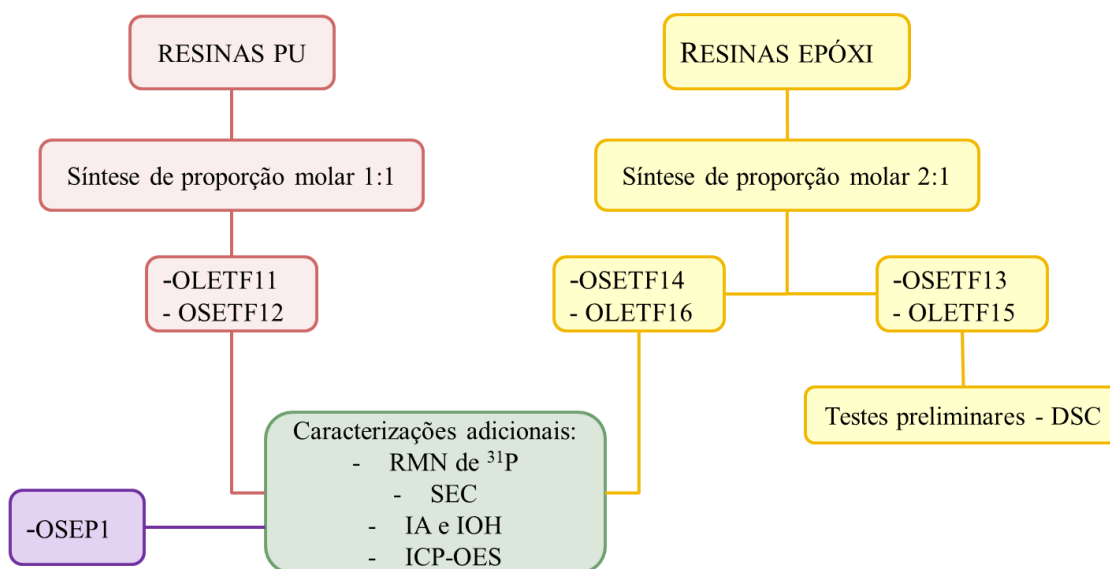 RESINAS PU
RESINAS EPÓXI
Síntese de proporção molar 1:1
Síntese de proporção molar 2:1
-OLETF11
- OSETF12
-OSETF14
- OLETF16
-OSETF13
- OLETF15
Testes preliminares - DSC
Caracterizações adicionais:
- RMN de ³¹P
- SEC
- IA e IOH
- ICP-OES
-OSEP1